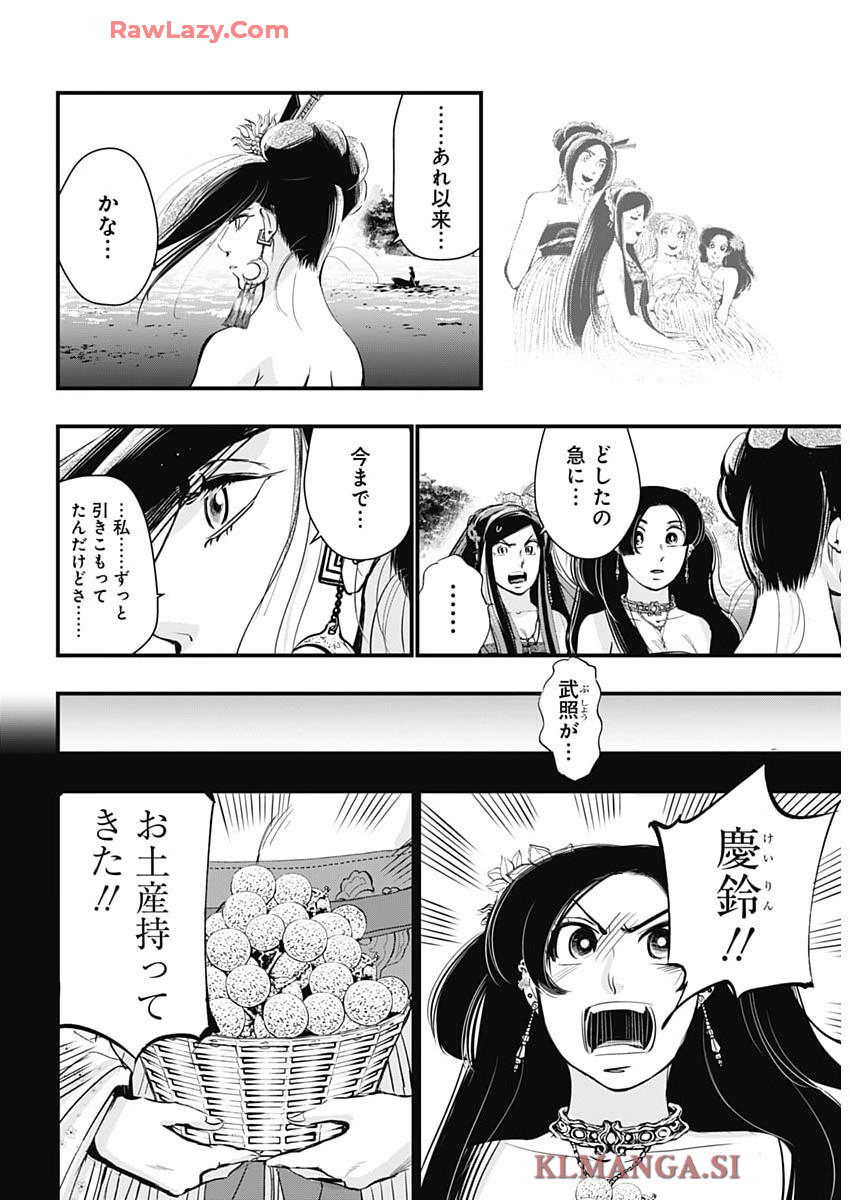 RawLazy.Com
……あれ以来…
かな…
どしたの
急に…
……
今まで…
…私……ずっと
引きこもって
たんだけどさ……
武照が…
ぶしょう
慶鈴!!
けいりん
お土産持って
きた!!
KLMANGA.SI